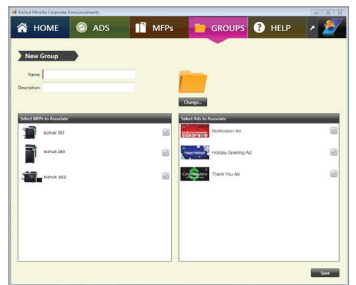 Konica Minolta Corporate Announcements
HOME ADS MFPs GROUPS ? HELP
New Group
Name:
Description:
Change...
Select MFPs to Associate
bizhub 363
bizhub 283
bizhub 652
Select Ads to Associate
Notification Ad
Holiday Greeting Ad
Thank You Ad
Save